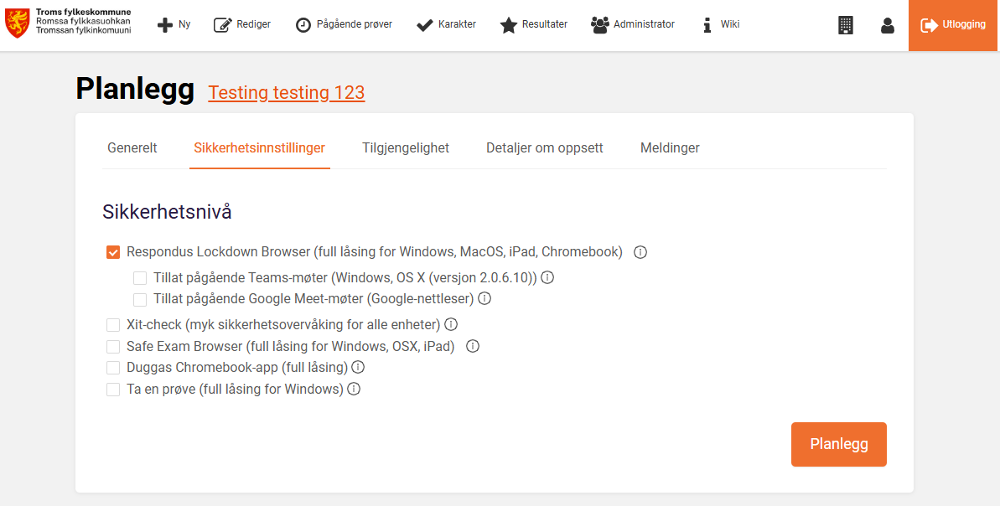 Troms fylkeskommune
Romssa fylkkasuohkan
Tromssan fylkinkomuuni
Ny
Rediger
Pågående prøver
Karakter
Resultater
Administrator
Wiki
Utlogging
Planlegg Testing testing 123
Generelt
Sikkerhetsinnstillinger
Tilgjengelighet
Detaljer om oppsett
Meldinger
Sikkerhetsnivå
Respondus Lockdown Browser (full låsing for Windows, MacOS, iPad, Chromebook)
Tillat pågående Teams-møter (Windows, OS X (versjon 2.0.6.10))
Tillat pågående Google Meet-møter (Google-nettleser)
Xit-check (myk sikkerhetsovervåking for alle enheter)
Safe Exam Browser (full låsing for Windows, OSX, iPad)
Duggas Chromebook-app (full låsing)
Ta en prøve (full låsing for Windows)
Planlegg